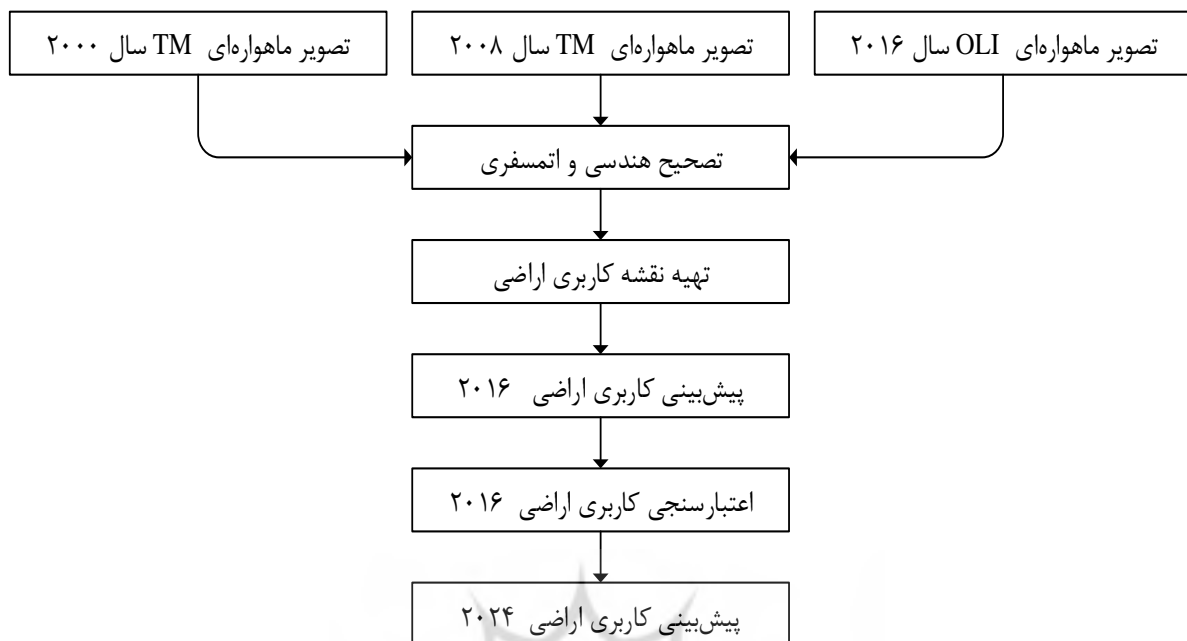 تصویر ماهواره‌ای OLI سال ۲۰۱۶
تصویر ماهواره‌ای TM سال ۲۰۰۸
تصویر ماهواره‌ای TM سال ۲۰۰۰
تصحیح هندسی و اتمسفری
تهیه نقشه کاربری اراضی
پیش‌بینی کاربری اراضی ۲۰۱۶
اعتبارسنجی کاربری اراضی ۲۰۱۶
پیش‌بینی کاربری اراضی ۲۰۲۴